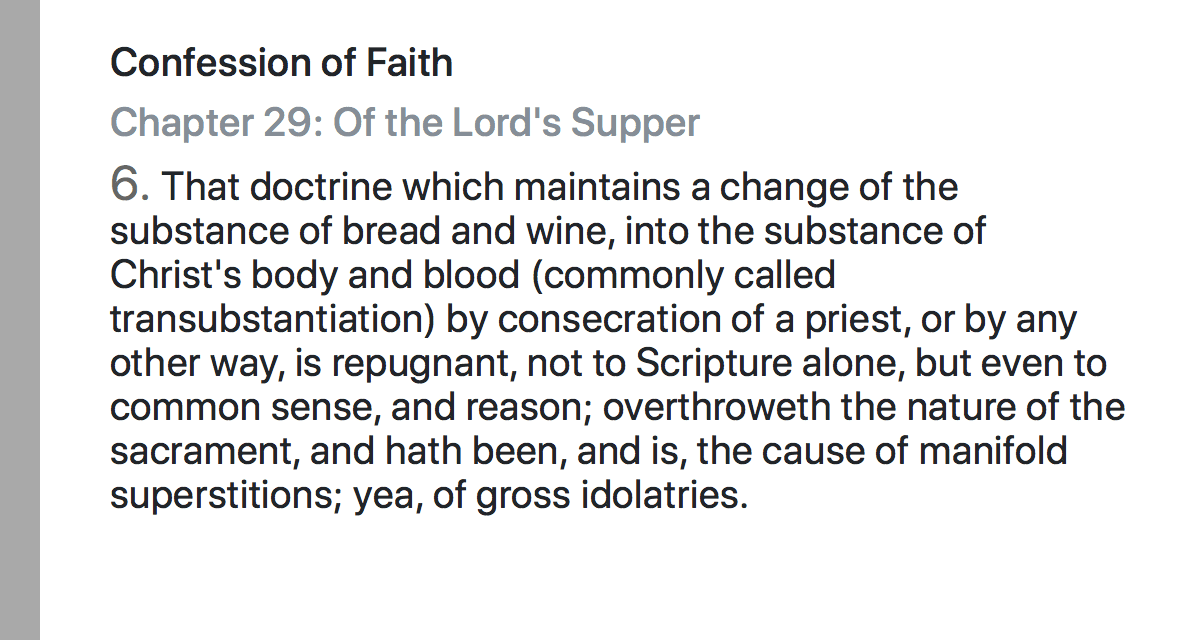 Confession of Faith
Chapter 29: Of the Lord's Supper
6. That doctrine which maintains a change of the
substance of bread and wine, into the substance of
Christ's body and blood (commonly called
transubstantiation) by consecration of a priest, or by any
other way, is repugnant, not to Scripture alone, but even to
common sense, and reason; overthroweth the nature of the
sacrament, and hath been, and is, the cause of manifold
superstitions; yea, of gross idolatries.